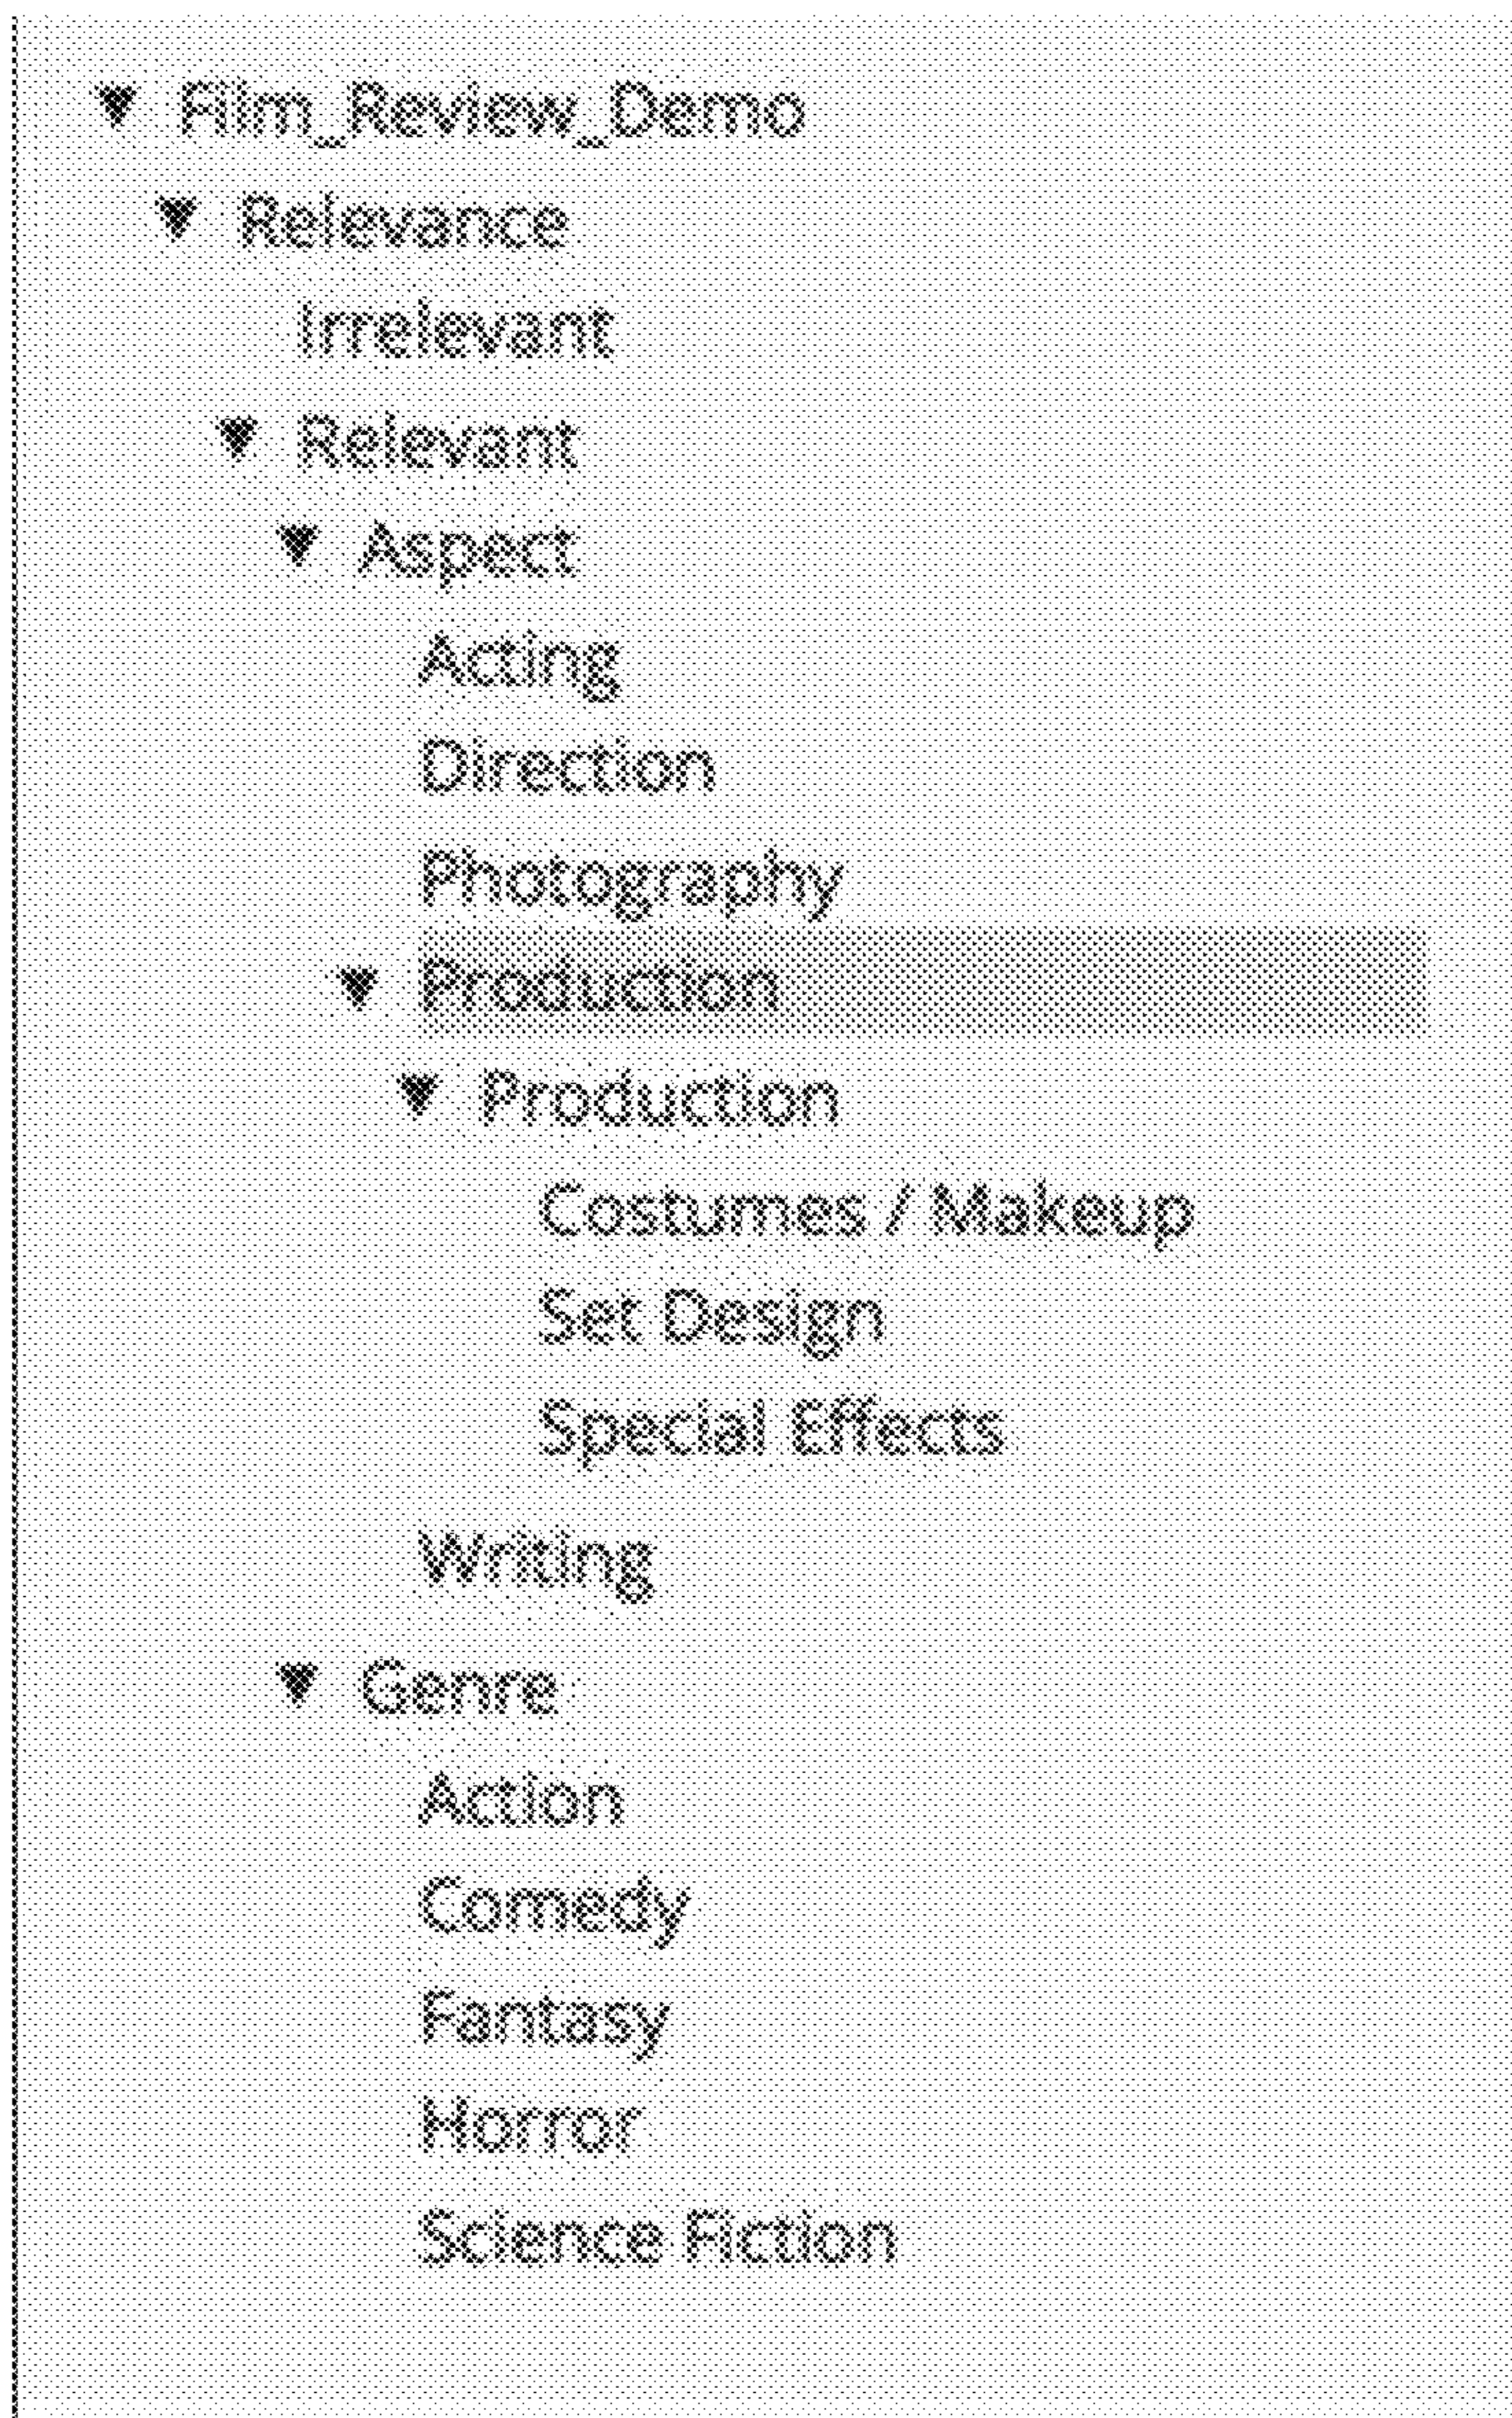 ▼ Film_Review_Demo
▼ Relevance
Irrelevant
▼ Relevant
▼ Aspect
Acting
Direction
Photography
▼ Production
▼ Production
Costumes / Makeup
Set Design
Special Effects
Writing
▼ Genre
Action
Comedy
Fantasy
Horror
Science Fiction